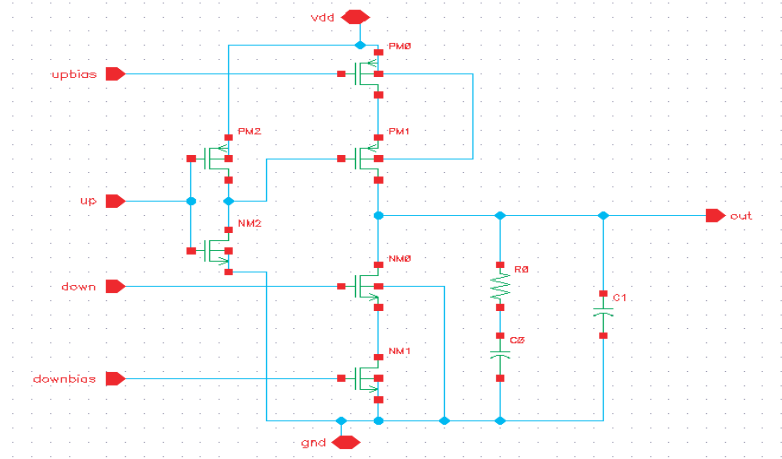 vdd
PM0
upbias
PM2
PM1
up
NM2
out
NM0
R0
down
C1
C0
NM1
downbias
gnd